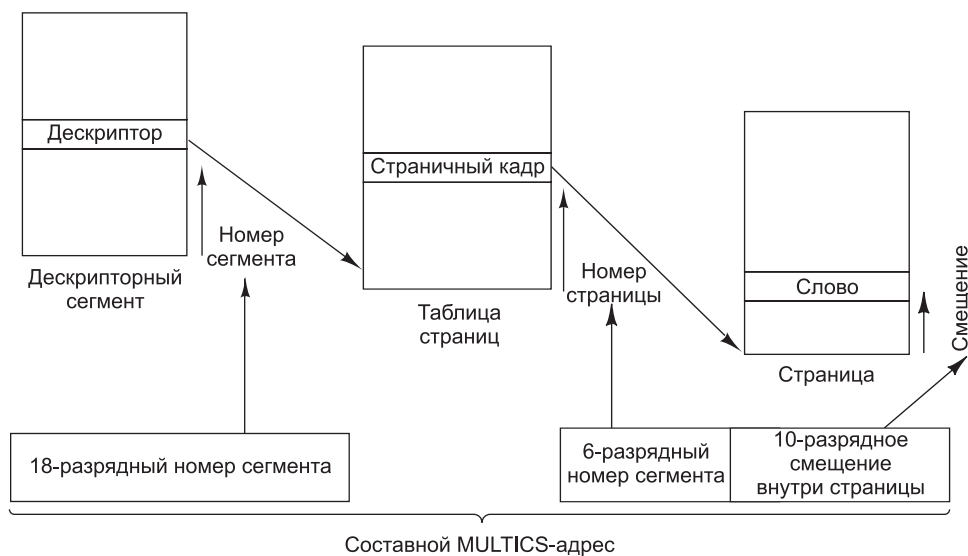 Дескриптор
Дескрипторный
сегмент
Номер
сегмента
Страничный кадр
Таблица
страниц
Номер
страницы
Слово
Страница
Смещение
18-разрядный номер сегмента
6-разрядный
номер сегмента
10-разрядное
смещение
внутри страницы
Составной MULTICS-адрес